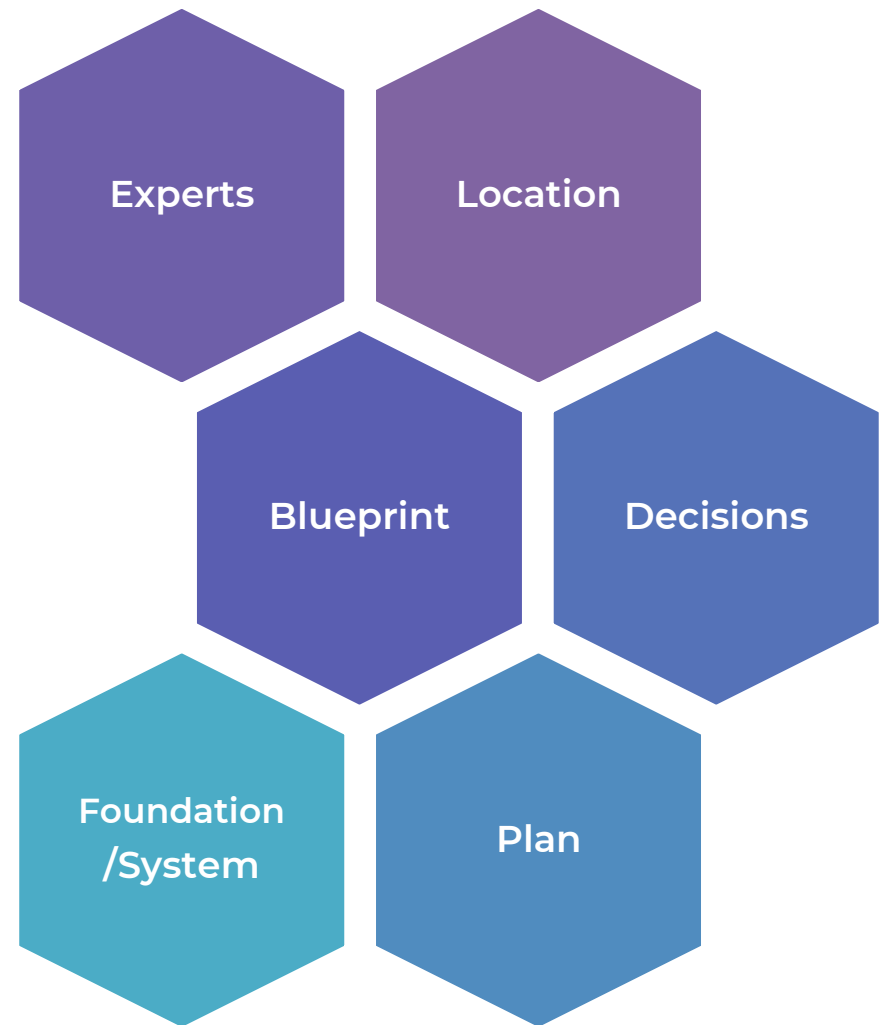 Experts
Location
Blueprint
Decisions
Foundation
/System
Plan